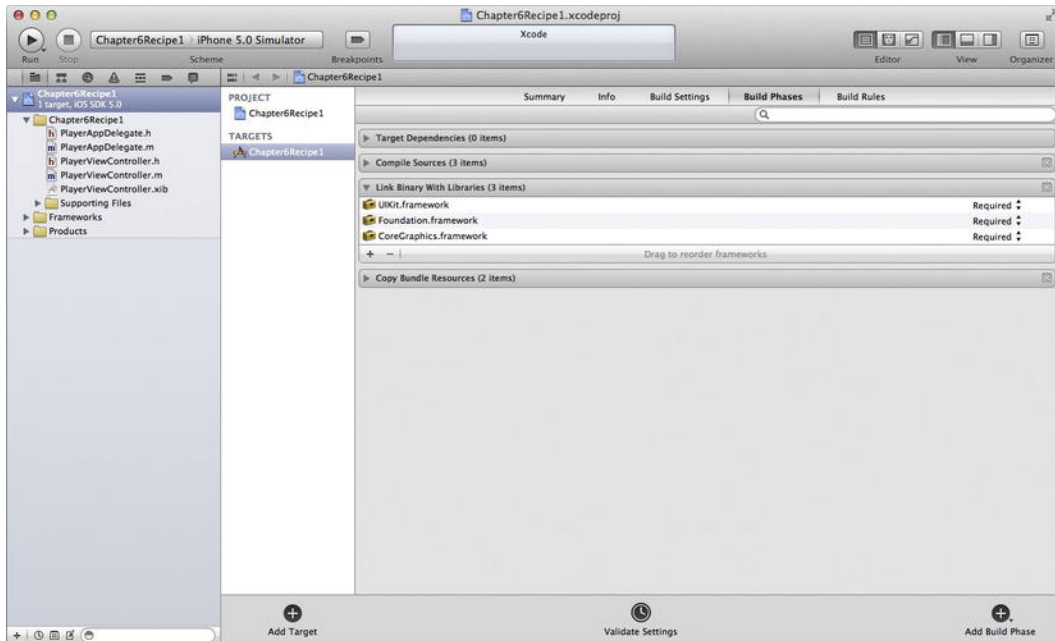 Chapter6Recipe1.xcodeproj
Chapter6Recipe1 iPhone 5.0 Simulator
Xcode
Run Stop Scheme Breakpoints Editor View Organizer
Chapter6Recipe1
Chapter6Recipe1
1 target, iOS SDK 5.0
Chapter6Recipe1
PlayerAppDelegate.h
PlayerAppDelegate.m
PlayerViewController.h
PlayerViewController.m
PlayerViewController.xib
Supporting Files
Frameworks
Products
PROJECT
Chapter6Recipe1
TARGETS
Chapter6Recipe1
Summary Info Build Settings Build Phases Build Rules
Target Dependencies (0 items)
Compile Sources (3 items)
Link Binary With Libraries (3 items)
UIKit.framework Required
Foundation.framework Required
CoreGraphics.framework Required
+ - Drag to reorder frameworks
Copy Bundle Resources (2 items)
Add Target Validate Settings Add Build Phase